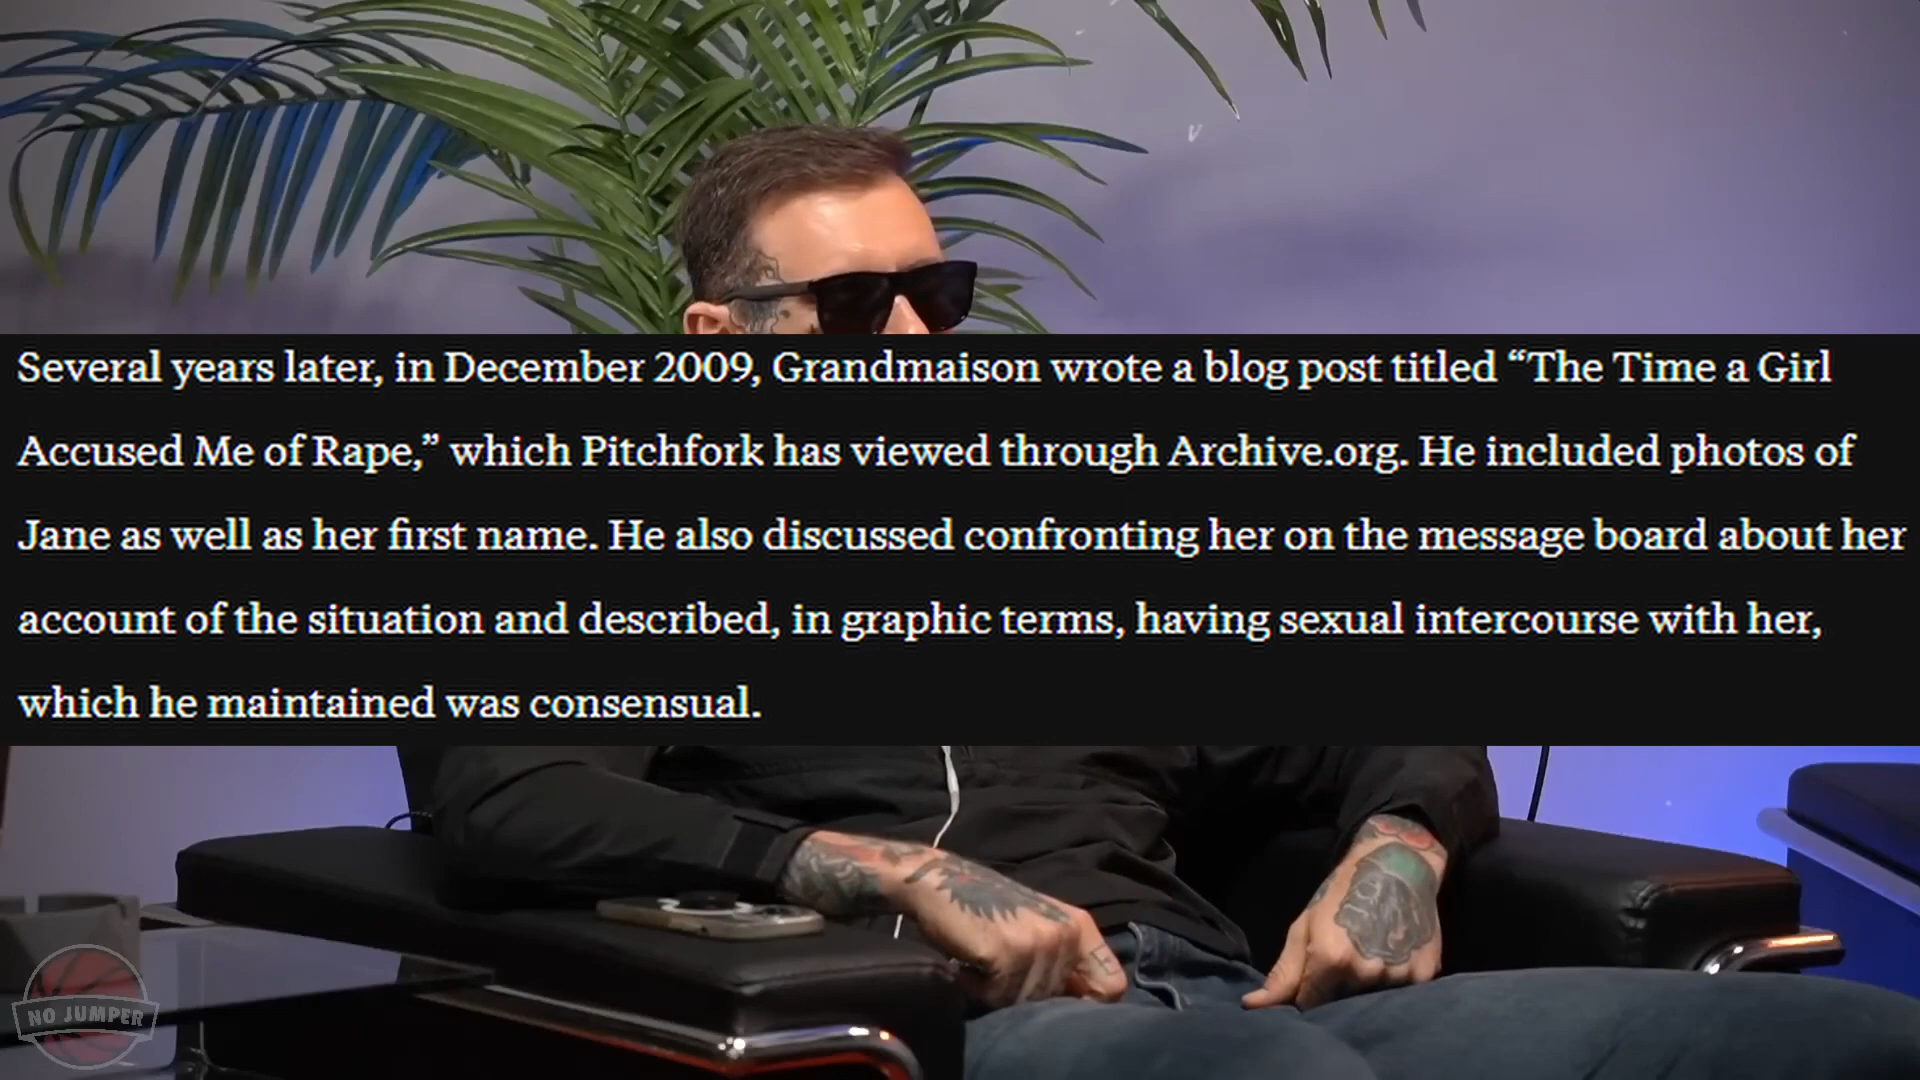 Several years later, in December 2009, Grandmaison wrote a blog post titled “The Time a Girl
Accused Me of Rape,” which Pitchfork has viewed through Archive.org. He included photos of
Jane as well as her first name. He also discussed confronting her on the message board about her
account of the situation and described, in graphic terms, having sexual intercourse with her,
which he maintained was consensual.
NO JUMPER